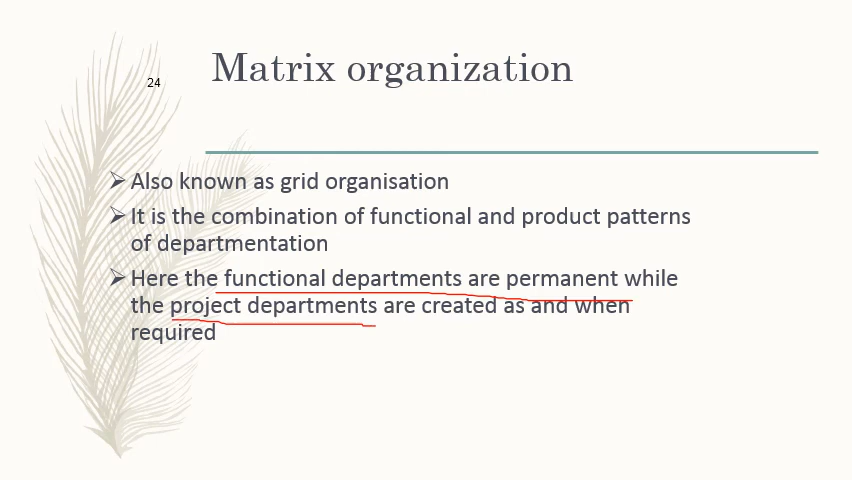 24
Matrix organization
➢Also known as grid organisation
➢It is the combination of functional and product patterns
of departmentation
➢Here the functional departments are permanent while
the project departments are created as and when
required